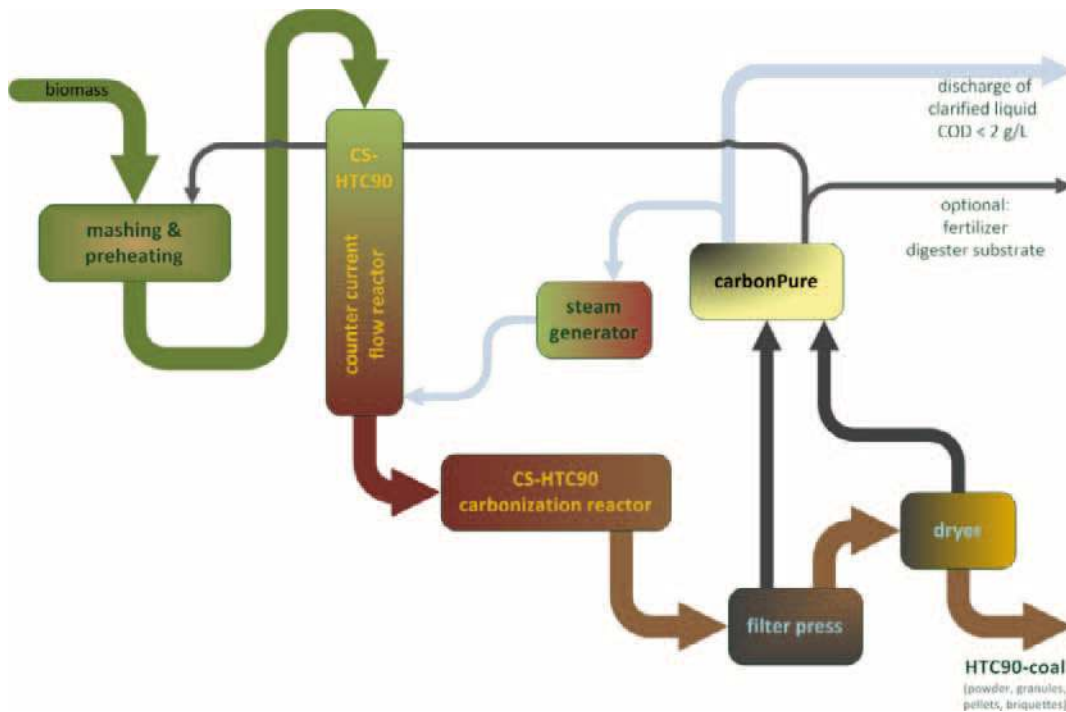 biomass
discharge of
clarified liquid
COD < 2 g/L
CS-
HTC90
mashing &
preheating
optional:
fertilizer
digester substrate
counter current
flow reactor
carbonPure
steam
generator
CS-HTC90
carbonization reactor
dryer
filter press
HTC90-coal
(powder, granules,
pellets, briquettes)